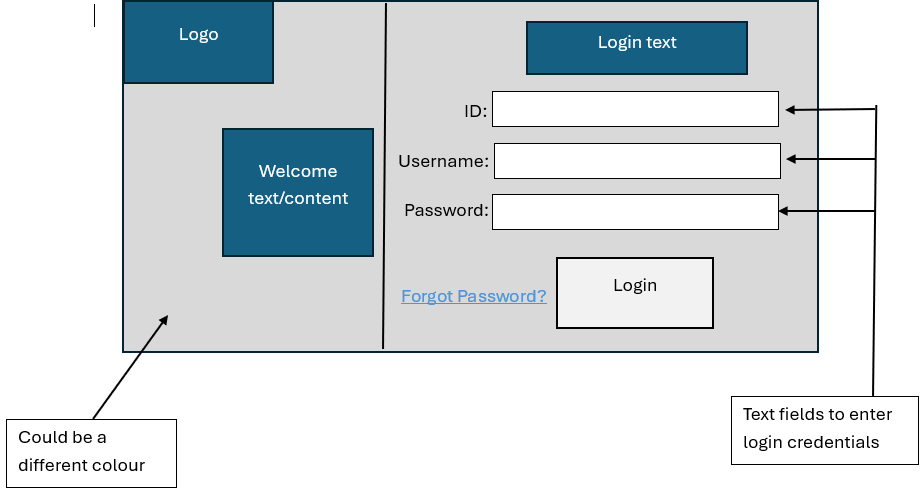 Logo
Login text
ID:
Username:
Welcome
text/content
Password:
Login
Forgot Password?
Could be a
different colour
Text fields to enter
login credentials